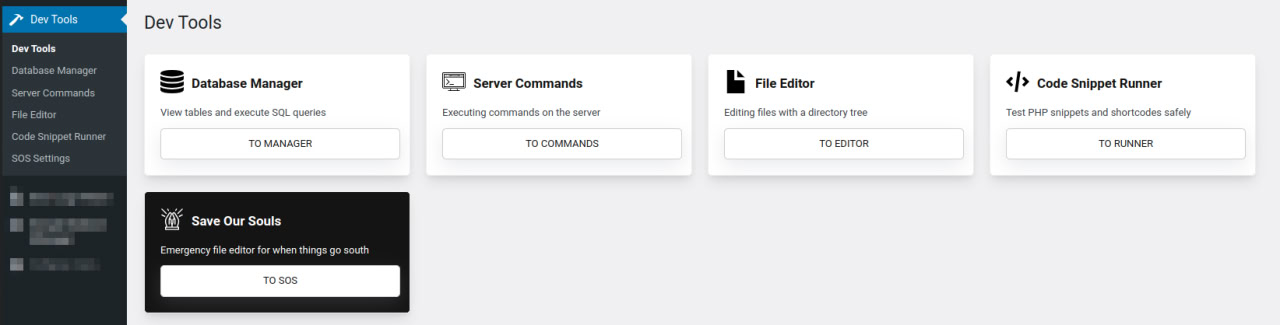 Dev Tools
Dev Tools
Database Manager
Server Commands
File Editor
Code Snippet Runner
SOS Settings
Dev Tools
Database Manager
View tables and execute SQL queries
TO MANAGER
Server Commands
Executing commands on the server
TO COMMANDS
File Editor
Editing files with a directory tree
TO EDITOR
Code Snippet Runner
Test PHP snippets and shortcodes safely
TO RUNNER
Save Our Souls
Emergency file editor for when things go south
TO SOS